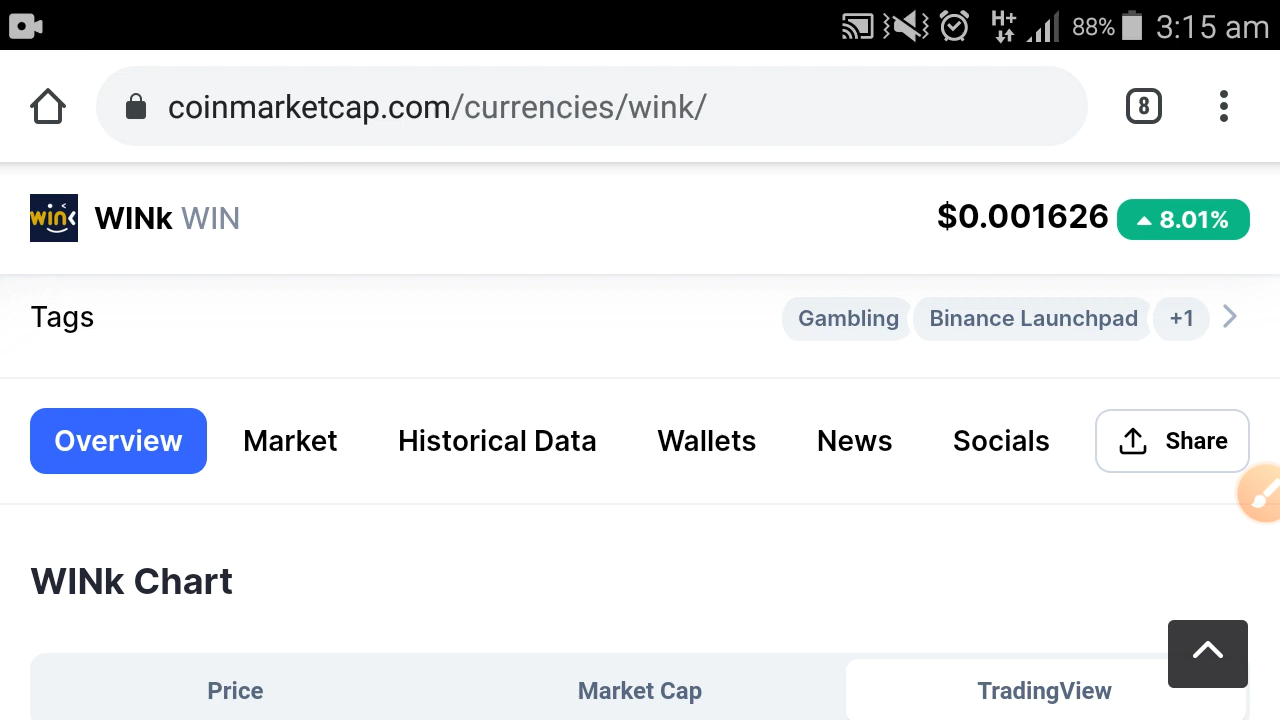 H+ 88% 3:15 am
coinmarketcap.com/currencies/wink/ 8
wink WINk WIN $0.001626 8.01%
Tags Gambling Binance Launchpad +1
Overview Market Historical Data Wallets News Socials Share
WINk Chart
Price Market Cap TradingView